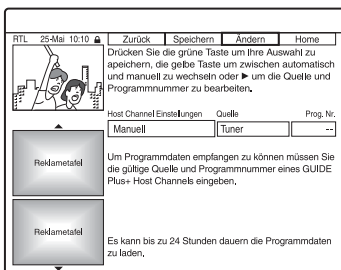 RTL 25-Mai 10:10 Zurück Speichern Ändern Home
Drücken Sie die grüne Taste um Ihre Auswahl zu
apeichern, die gelbe Taste um zwischen automatisch
und manuell zu wechseln oder ► um die Quelle und
Programmnummer zu bearbeiten.
Host Channel Einstellungen Quelle Prog. Nr.
Manuell Tuner --
Reklametafel
Um Programmdaten empfangen zu können müssen Sie
die gültige Quelle und Programmnummer eines GUIDE
Plus+ Host Channels eingeben.
Reklametafel
Es kann bis zu 24 Stunden dauern die Programmdaten
zu laden.